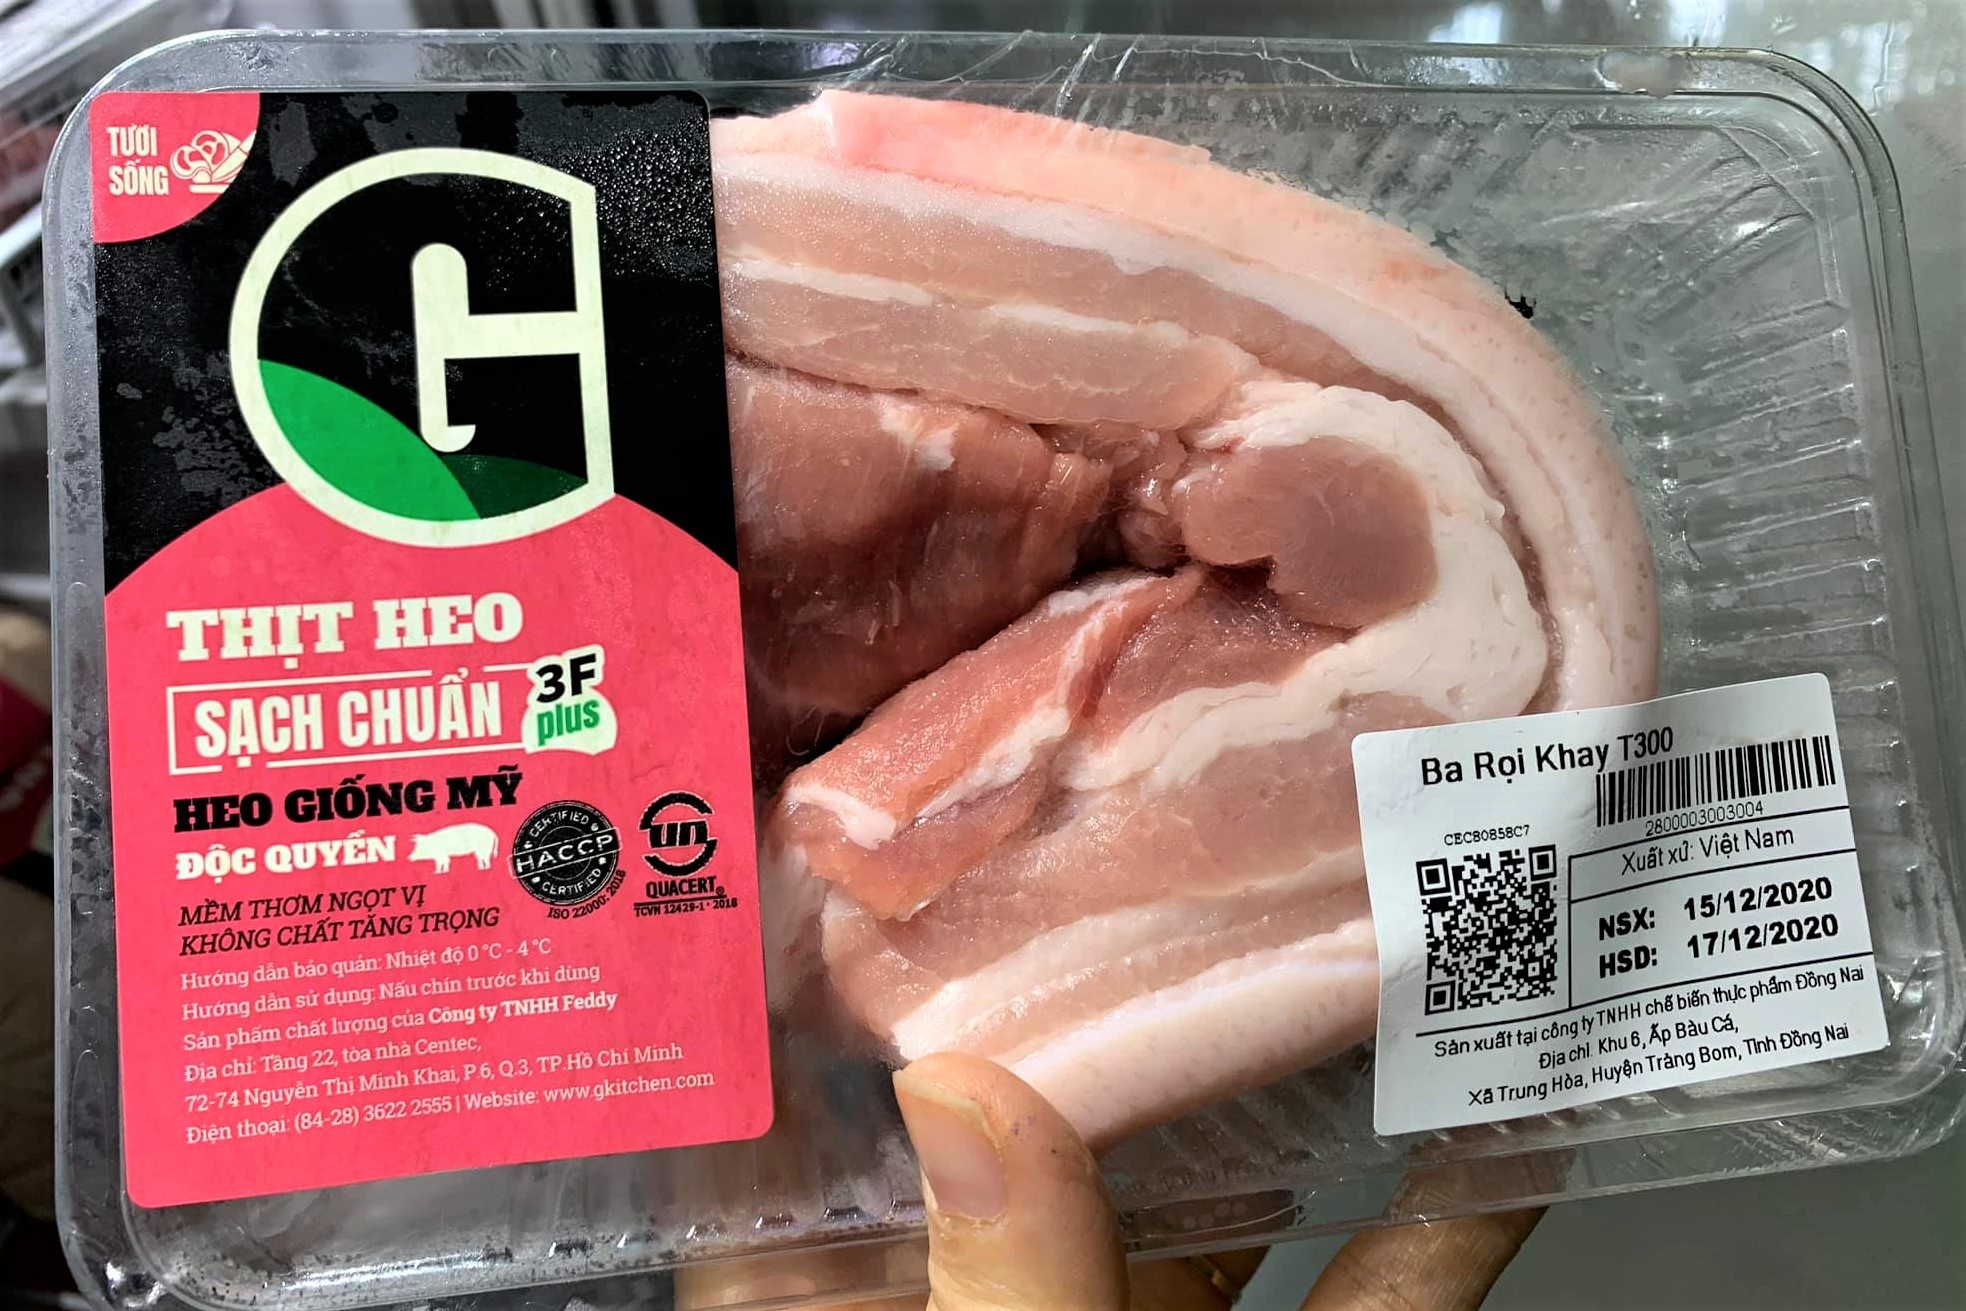 TƯƠI
SỐNG
THỊT HEO
SẠCH CHUẨN
3F
plus
HEO GIỐNG MỸ
ĐỘC QUYỀN
CERTIFIED
HACCP
CERTIFIED
ISO 22000:2018
QUACERT®
TCVN 12429-1:2018
MỀM THƠM NGỌT VỊ
KHÔNG CHẤT TĂNG TRỌNG
Hướng dẫn bảo quản: Nhiệt độ 0 °C - 4 °C
Hướng dẫn sử dụng: Nấu chín trước khi dùng
Sản phẩm chất lượng của Công ty TNHH Feddy
Địa chỉ: Tầng 22, tòa nhà Centec,
72-74 Nguyễn Thị Minh Khai, P.6, Q.3, TP.Hồ Chí Minh
Điện thoại: (84-28) 3622 2555 | Website: www.gkitchen.com
Ba Rọi Khay T300
2800003003004
CEC80858C7
Xuất xứ: Việt Nam
NSX: 15/12/2020
HSD: 17/12/2020
Sản xuất tại công ty TNHH chế biến thực phẩm Đồng Nai
Địa chỉ: Khu 6, Ấp Bàu Cá,
Xã Trung Hòa, Huyện Trảng Bom, Tỉnh Đồng Nai